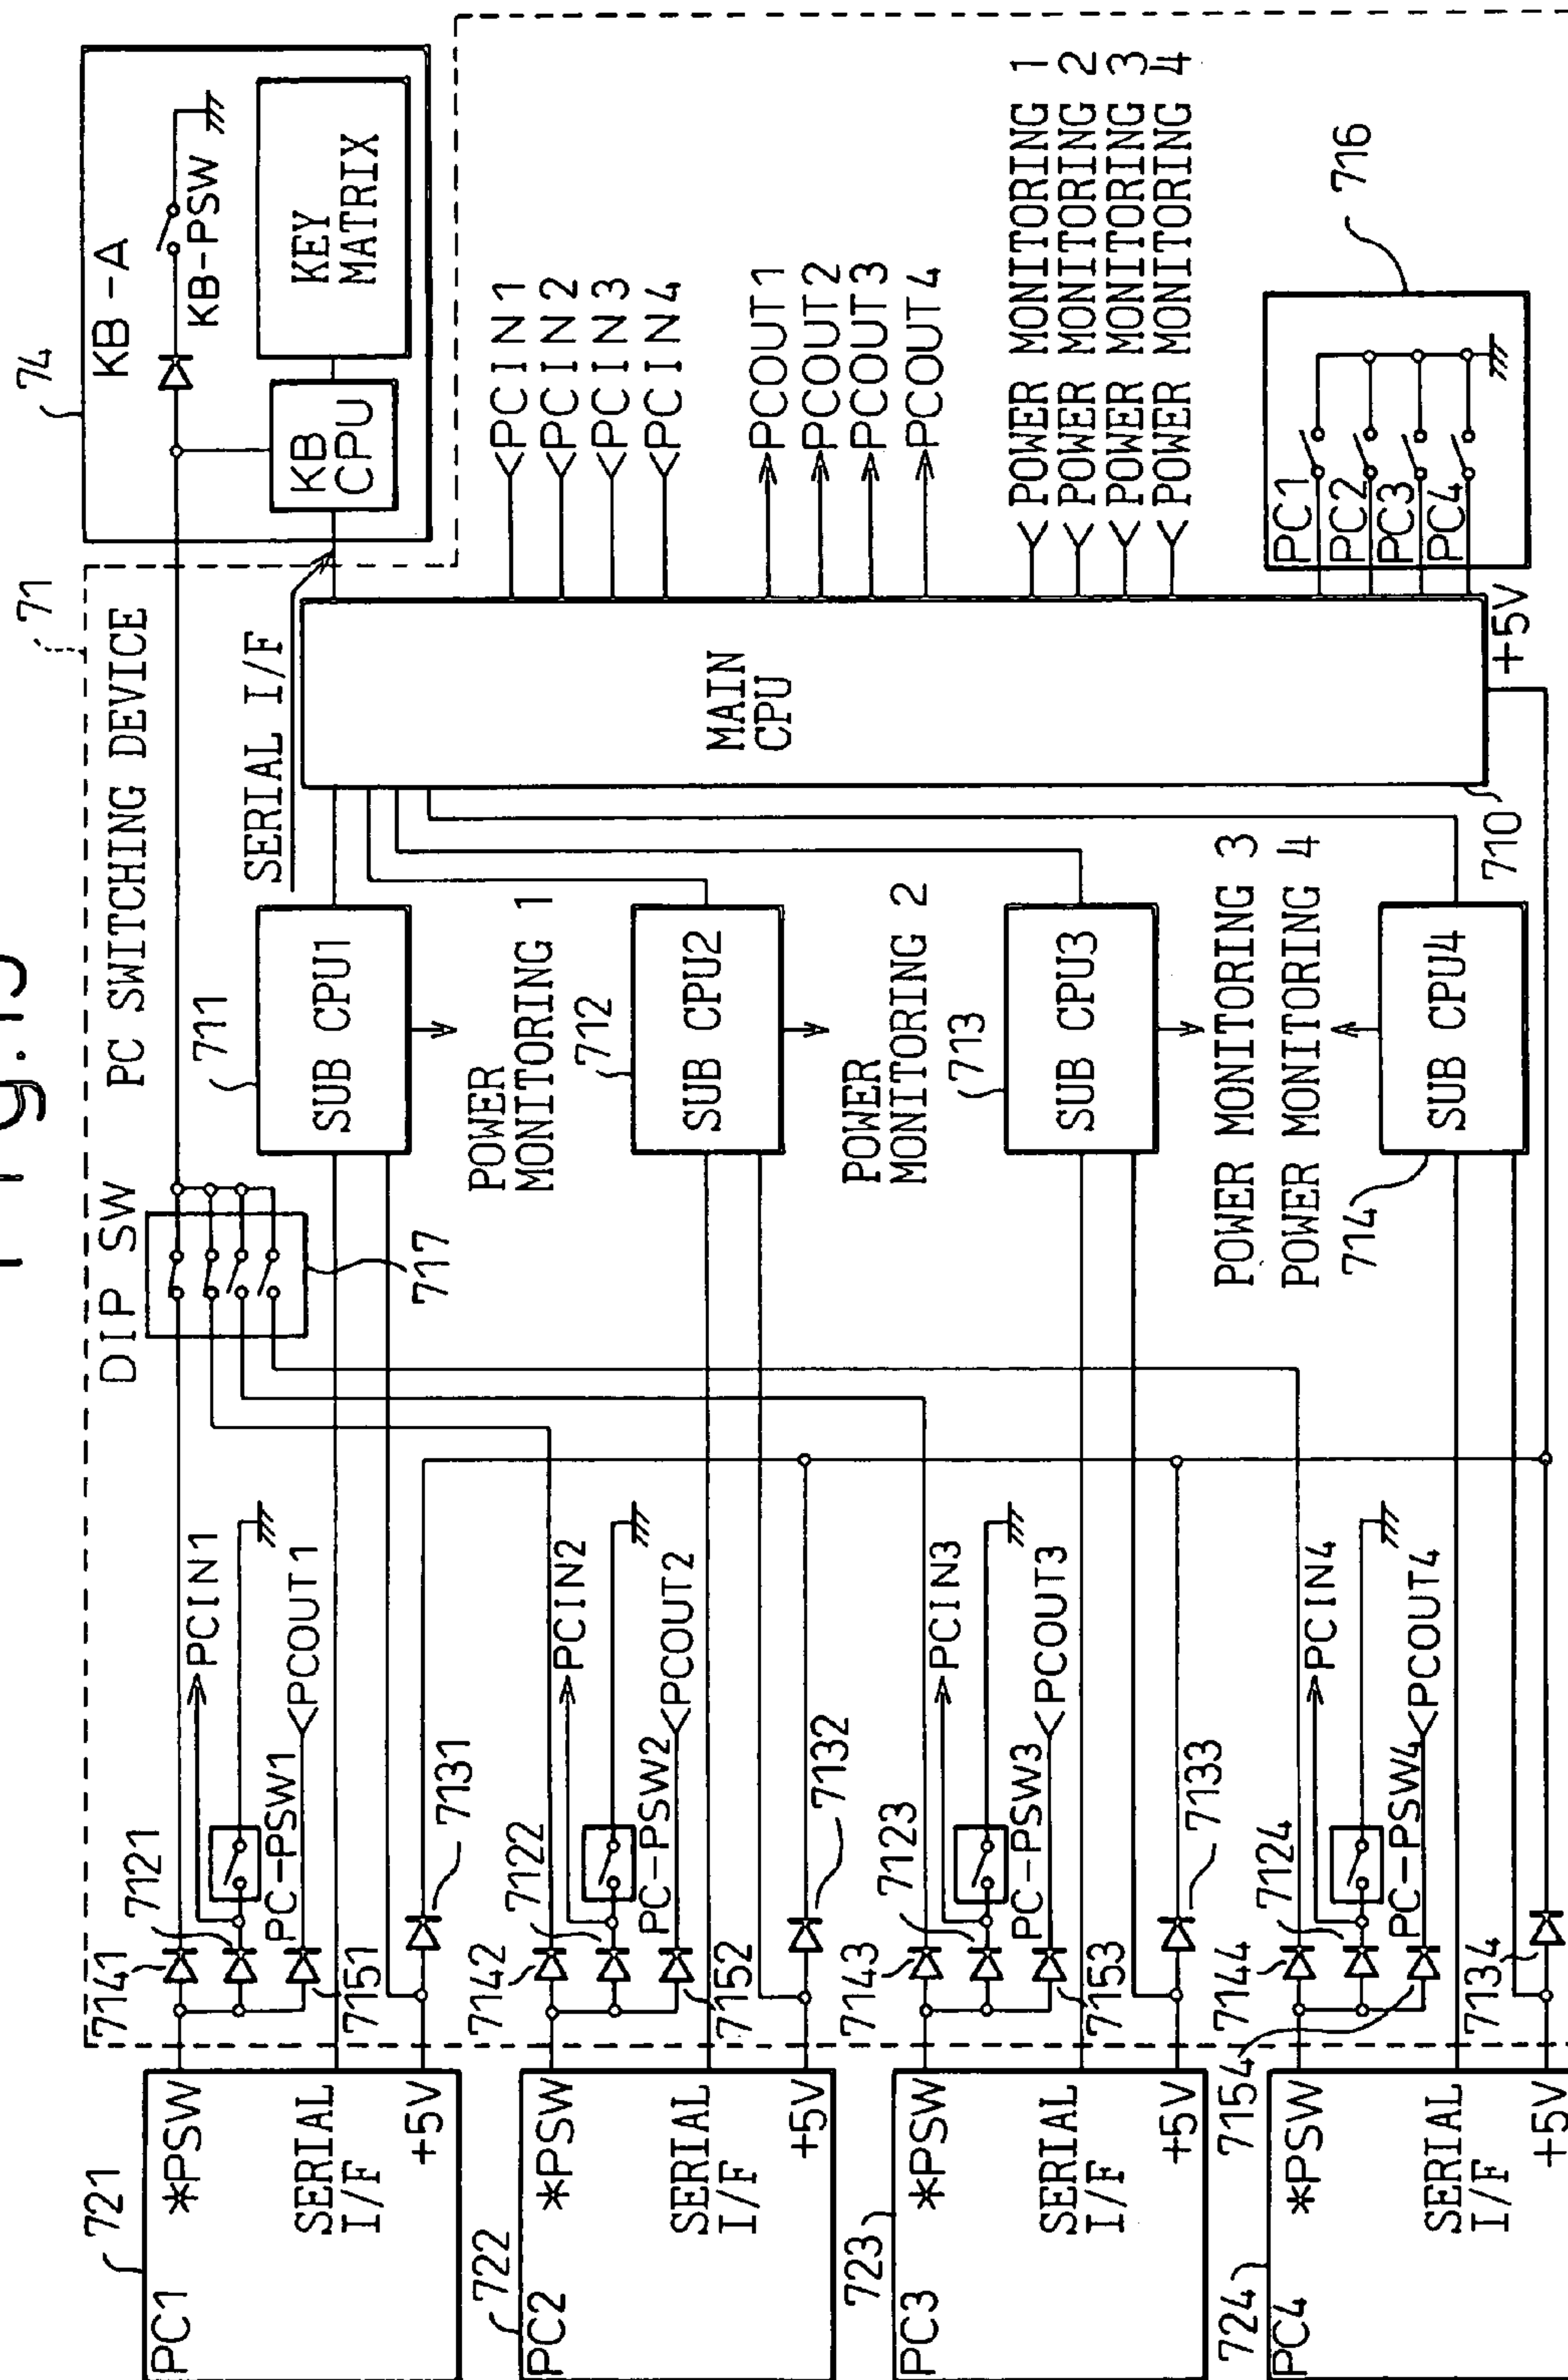 71
PC SWITCHING DEVICE
DIP SW
717
74
KB-A
KB-PSW
KB
CPU
KEY
MATRIX
SERIAL I/F
721
PC1
*PSW
SERIAL
I/F
+5V
7141
7121
PCIN1
PC-PSW1
PCOUT1
7151
7131
711
SUB CPU1
POWER
MONITORING 1
722
PC2
*PSW
SERIAL
I/F
+5V
7142
7122
PCIN2
PC-PSW2
PCOUT2
7152
7132
712
SUB CPU2
POWER
MONITORING 2
723
PC3
*PSW
SERIAL
I/F
+5V
7143
7123
PCIN3
PC-PSW3
PCOUT3
7153
7133
713
SUB CPU3
POWER MONITORING 3
POWER MONITORING 4
724
PC4
*PSW
SERIAL
I/F
+5V
7154
7144
7124
PCIN4
PC-PSW4
PCOUT4
7134
714
SUB CPU4
MAIN
CPU
710
+5V
PCIN1
PCIN2
PCIN3
PCIN4
PCOUT1
PCOUT2
PCOUT3
PCOUT4
POWER MONITORING 1
POWER MONITORING 2
POWER MONITORING 3
POWER MONITORING 4
716
PC1
PC2
PC3
PC4